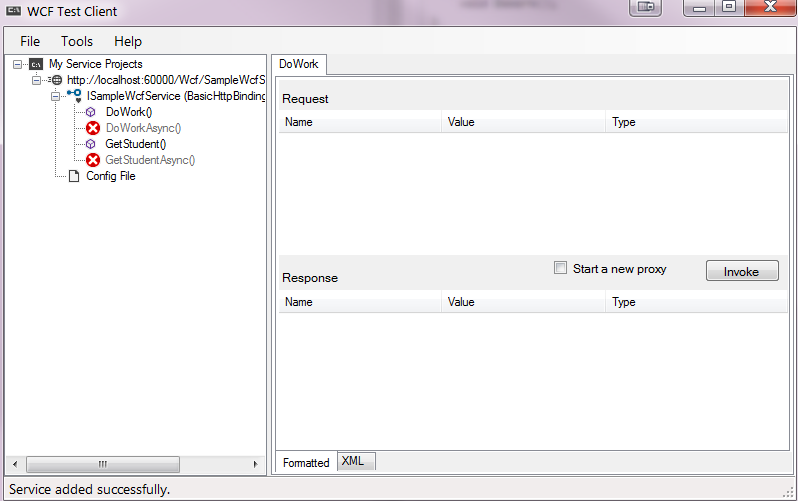 WCF Test Client
File Tools Help
My Service Projects
http://localhost:60000/Wcf/SampleWcfS
ISampleWcfService (BasicHttpBinding
DoWork()
DoWorkAsync()
GetStudent()
GetStudentAsync()
Config File
DoWork
Request
Name Value Type
Start a new proxy Invoke
Response
Name Value Type
Formatted XML
Service added successfully.